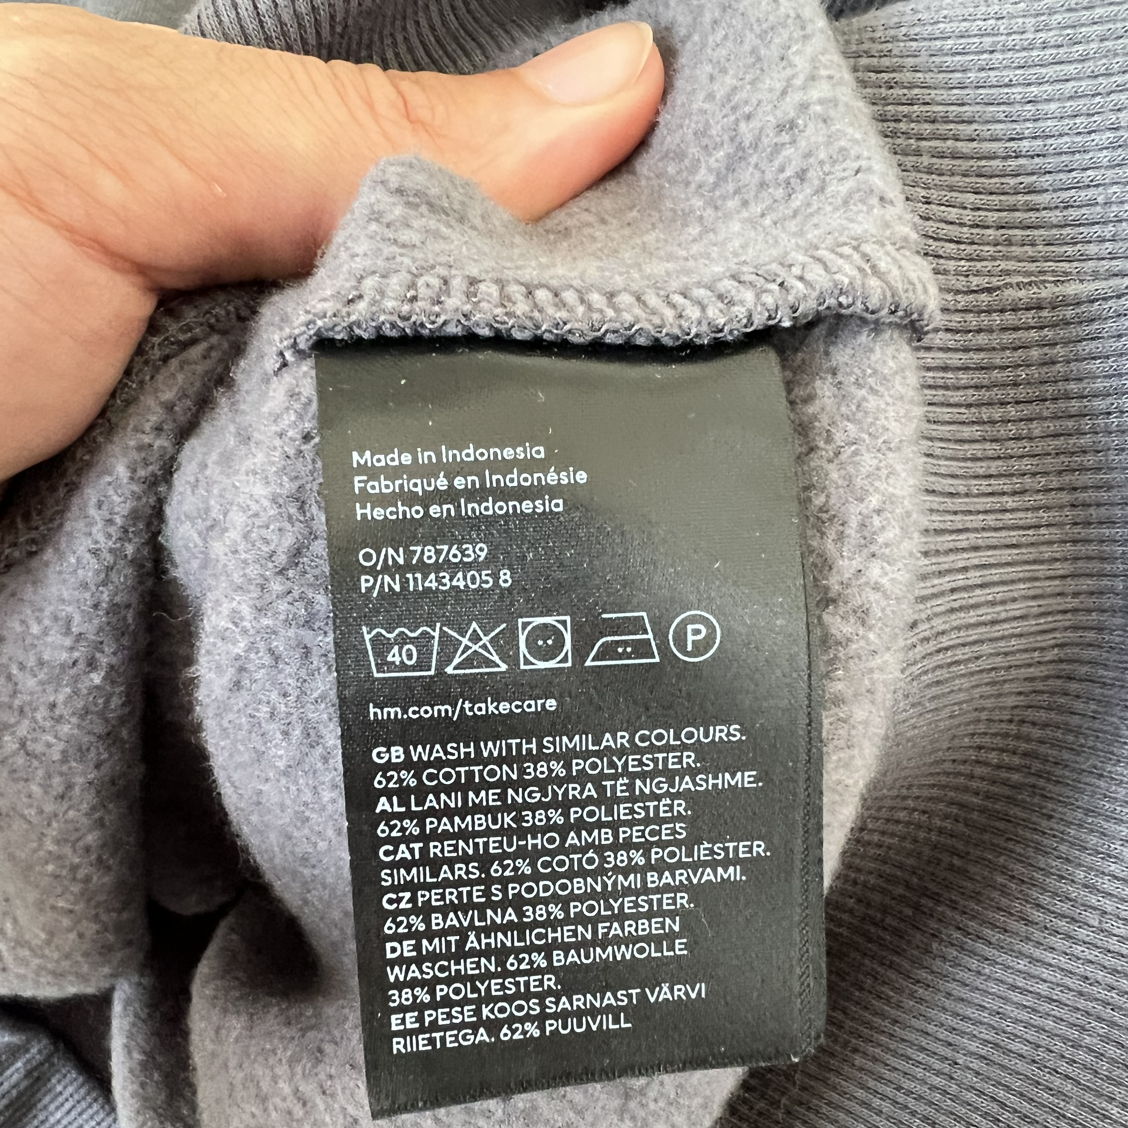 Made in Indonesia
Fabriqué en Indonésie
Hecho en Indonesia
O/N 787639
P/N 1143405 8
40 P
hm.com/takecare
GB WASH WITH SIMILAR COLOURS.
62% COTTON 38% POLYESTER.
AL LANI ME NGJYRA TË NGJASHME.
62% PAMBUK 38% POLIESTËR.
CAT RENTEU-HO AMB PECES
SIMILARS. 62% COTÓ 38% POLIÈSTER.
CZ PERTE S PODOBNÝMI BARVAMI.
62% BAVLNA 38% POLYESTER.
DE MIT ÄHNLICHEN FARBEN
WASCHEN. 62% BAUMWOLLE
38% POLYESTER.
EE PESE KOOS SARNAST VÄRVI
RIIETEGA. 62% PUUVILL